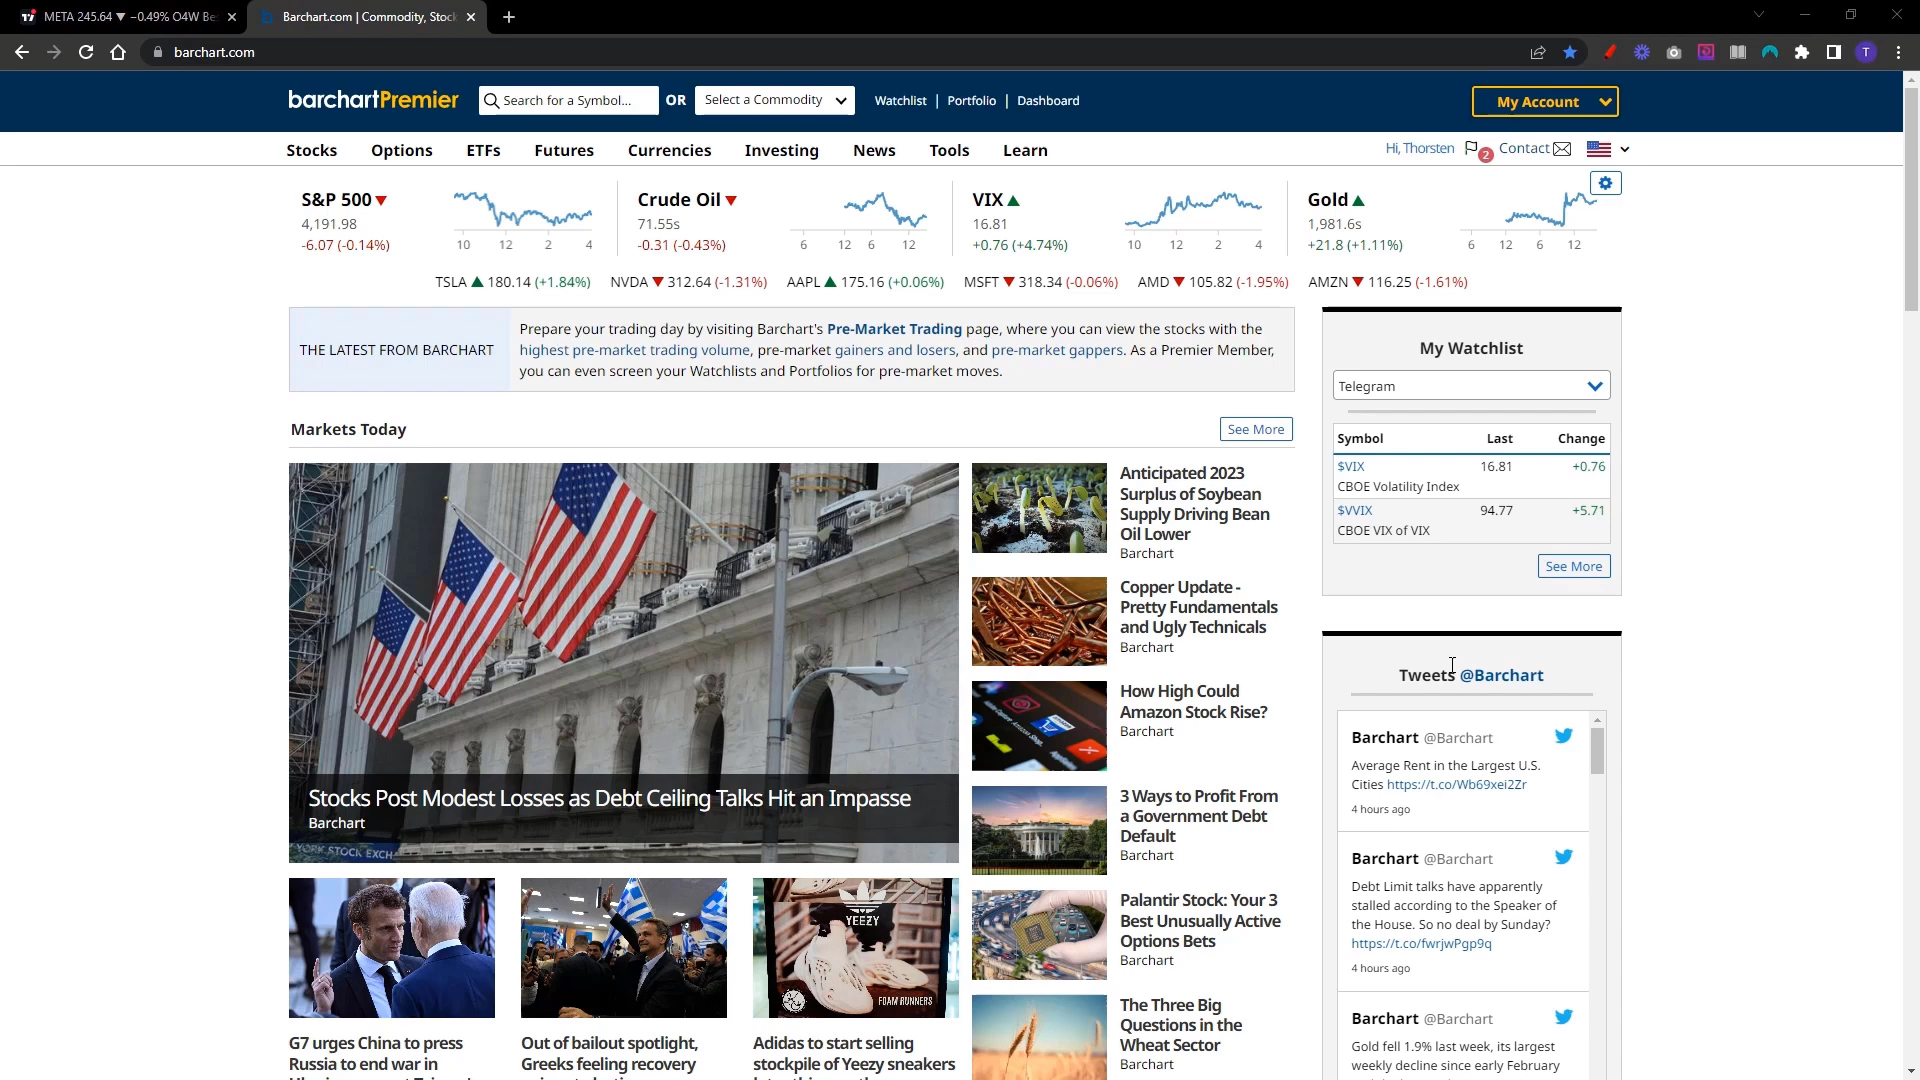 META 245.64 ▼ −0.49% O4W Be
Barchart.com | Commodity, Stock
barchart.com
T
barchartPremier
Search for a Symbol...
OR
Select a Commodity
Watchlist | Portfolio | Dashboard
My Account
Stocks Options ETFs Futures Currencies Investing News Tools Learn
Hi, Thorsten
2
Contact
S&P 500 ▼
4,191.98
-6.07 (-0.14%)
10 12 2 4
Crude Oil ▼
71.55s
-0.31 (-0.43%)
6 12 6 12
VIX ▲
16.81
+0.76 (+4.74%)
10 12 2 4
Gold ▲
1,981.6s
+21.8 (+1.11%)
6 12 6 12
TSLA ▲ 180.14 (+1.84%) NVDA ▼ 312.64 (-1.31%) AAPL ▲ 175.16 (+0.06%) MSFT ▼ 318.34 (-0.06%) AMD ▼ 105.82 (-1.95%) AMZN ▼ 116.25 (-1.61%)
THE LATEST FROM BARCHART
Prepare your trading day by visiting Barchart's Pre-Market Trading page, where you can view the stocks with the
highest pre-market trading volume, pre-market gainers and losers, and pre-market gappers. As a Premier Member,
you can even screen your Watchlists and Portfolios for pre-market moves.
Markets Today
See More
YORK STOCK EXCH
Stocks Post Modest Losses as Debt Ceiling Talks Hit an Impasse
Barchart
G7 urges China to press
Russia to end war in
Out of bailout spotlight,
Greeks feeling recovery
YEEZY
FOAM RUNNERS
Adidas to start selling
stockpile of Yeezy sneakers
Anticipated 2023
Surplus of Soybean
Supply Driving Bean
Oil Lower
Barchart
Copper Update -
Pretty Fundamentals
and Ugly Technicals
Barchart
How High Could
Amazon Stock Rise?
Barchart
3 Ways to Profit From
a Government Debt
Default
Barchart
Palantir Stock: Your 3
Best Unusually Active
Options Bets
Barchart
The Three Big
Questions in the
Wheat Sector
Barchart
My Watchlist
Telegram
Symbol Last Change
$VIX 16.81 +0.76
CBOE Volatility Index
$VVIX 94.77 +5.71
CBOE VIX of VIX
See More
Tweets @Barchart
Barchart @Barchart
Average Rent in the Largest U.S.
Cities https://t.co/Wb69xei2Zr
4 hours ago
Barchart @Barchart
Debt Limit talks have apparently
stalled according to the Speaker of
the House. So no deal by Sunday?
https://t.co/fwrjwPgp9q
4 hours ago
Barchart @Barchart
Gold fell 1.9% last week, its largest
weekly decline since early February